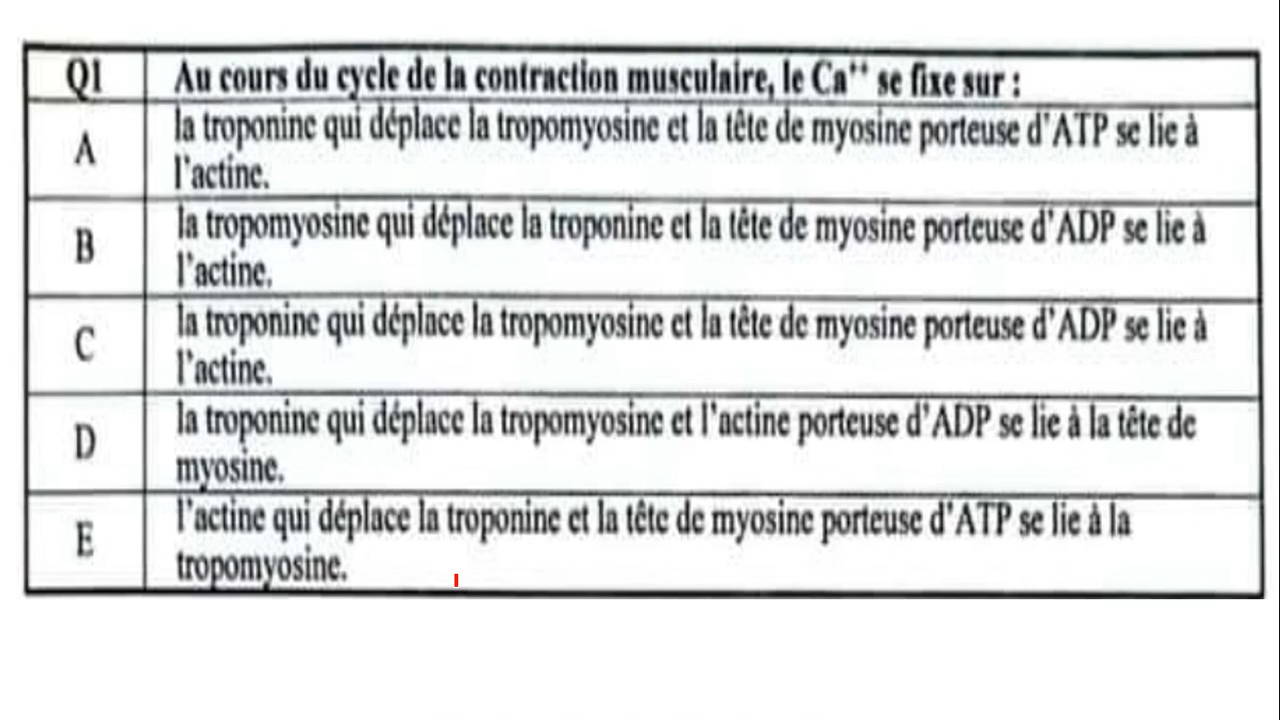 Q1 Au cours du cycle de la contraction musculaire, le Ca⁺⁺ se fixe sur :
A la troponine qui déplace la tropomyosine et la tête de myosine porteuse d'ATP se lie à
l'actine.
B la tropomyosine qui déplace la troponine et la tête de myosine porteuse d'ADP se lie à
l'actine.
C la troponine qui déplace la tropomyosine et la tête de myosine porteuse d'ADP se lie à
l'actine.
D la troponine qui déplace la tropomyosine et l'actine porteuse d'ADP se lie à la tête de
myosine.
E l'actine qui déplace la troponine et la tête de myosine porteuse d'ATP se lie à la
tropomyosine.